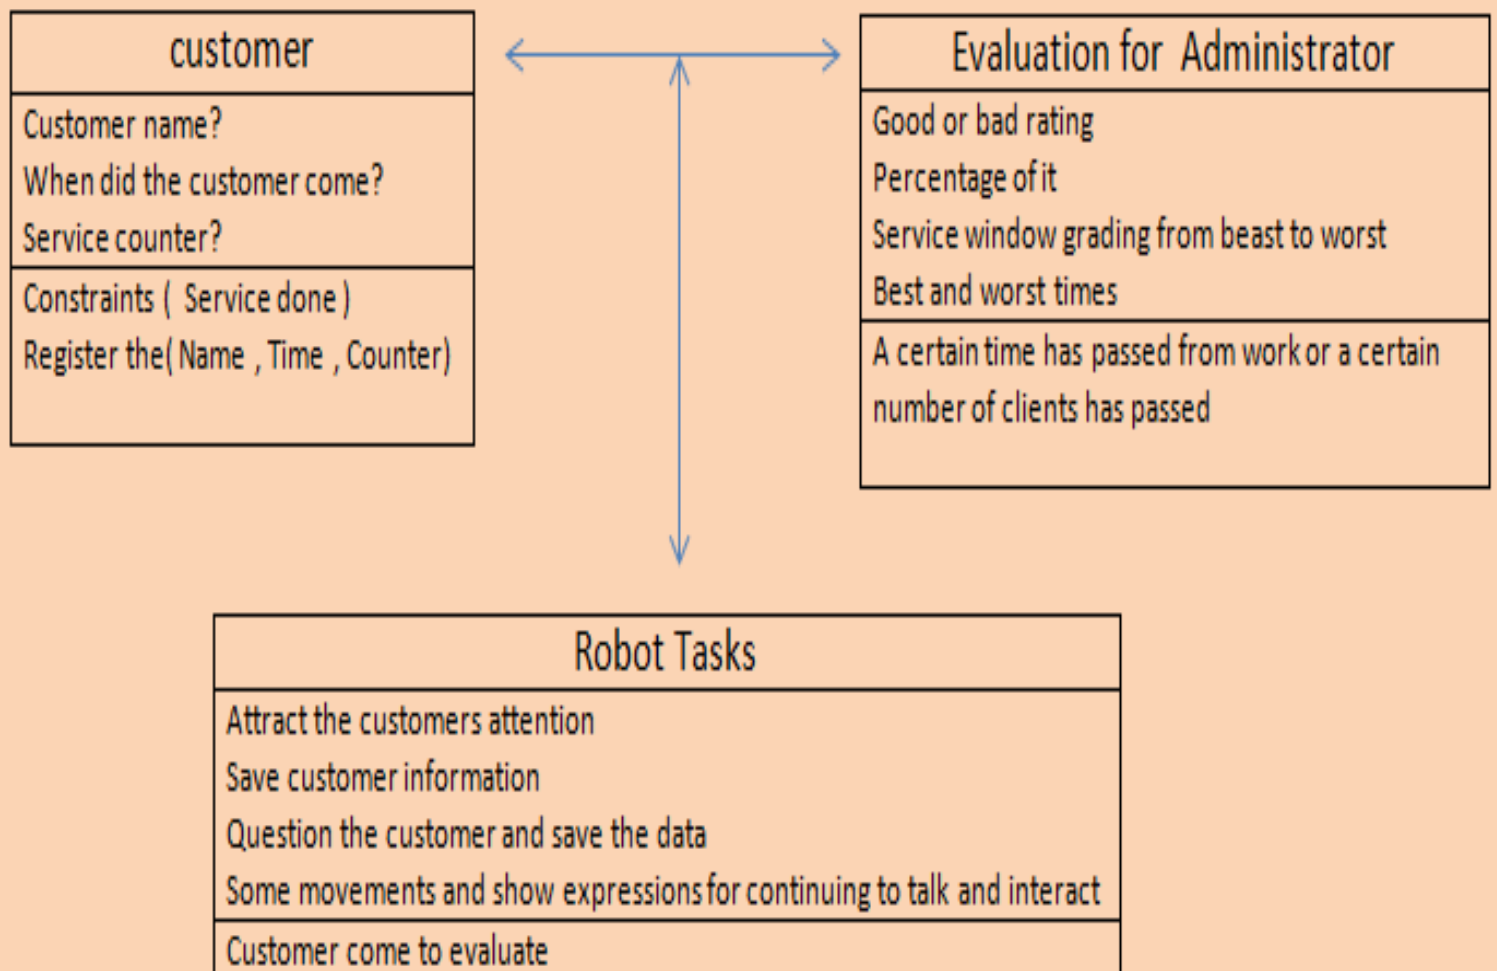 customer
Customer name?
When did the customer come?
Service counter?
Constraints ( Service done )
Register the( Name , Time , Counter)
Evaluation for Administrator
Good or bad rating
Percentage of it
Service window grading from beast to worst
Best and worst times
A certain time has passed from work or a certain
number of clients has passed
Robot Tasks
Attract the customers attention
Save customer information
Question the customer and save the data
Some movements and show expressions for continuing to talk and interact
Customer come to evaluate